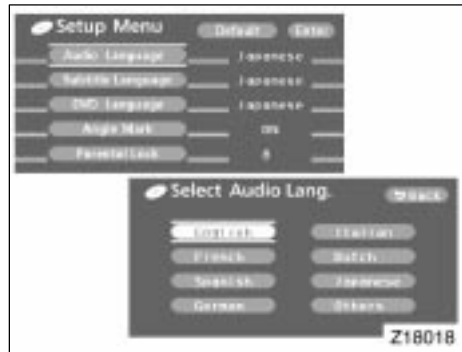 Setup Menu
Default Enter
Audio Language Japanese
Subtitle Language Japanese
DVD Language Japanese
Angle Mark ON
Parental Lock
Select Audio Lang.
Back
English Italian
French Dutch
Spanish Japanese
German Others
Z18018